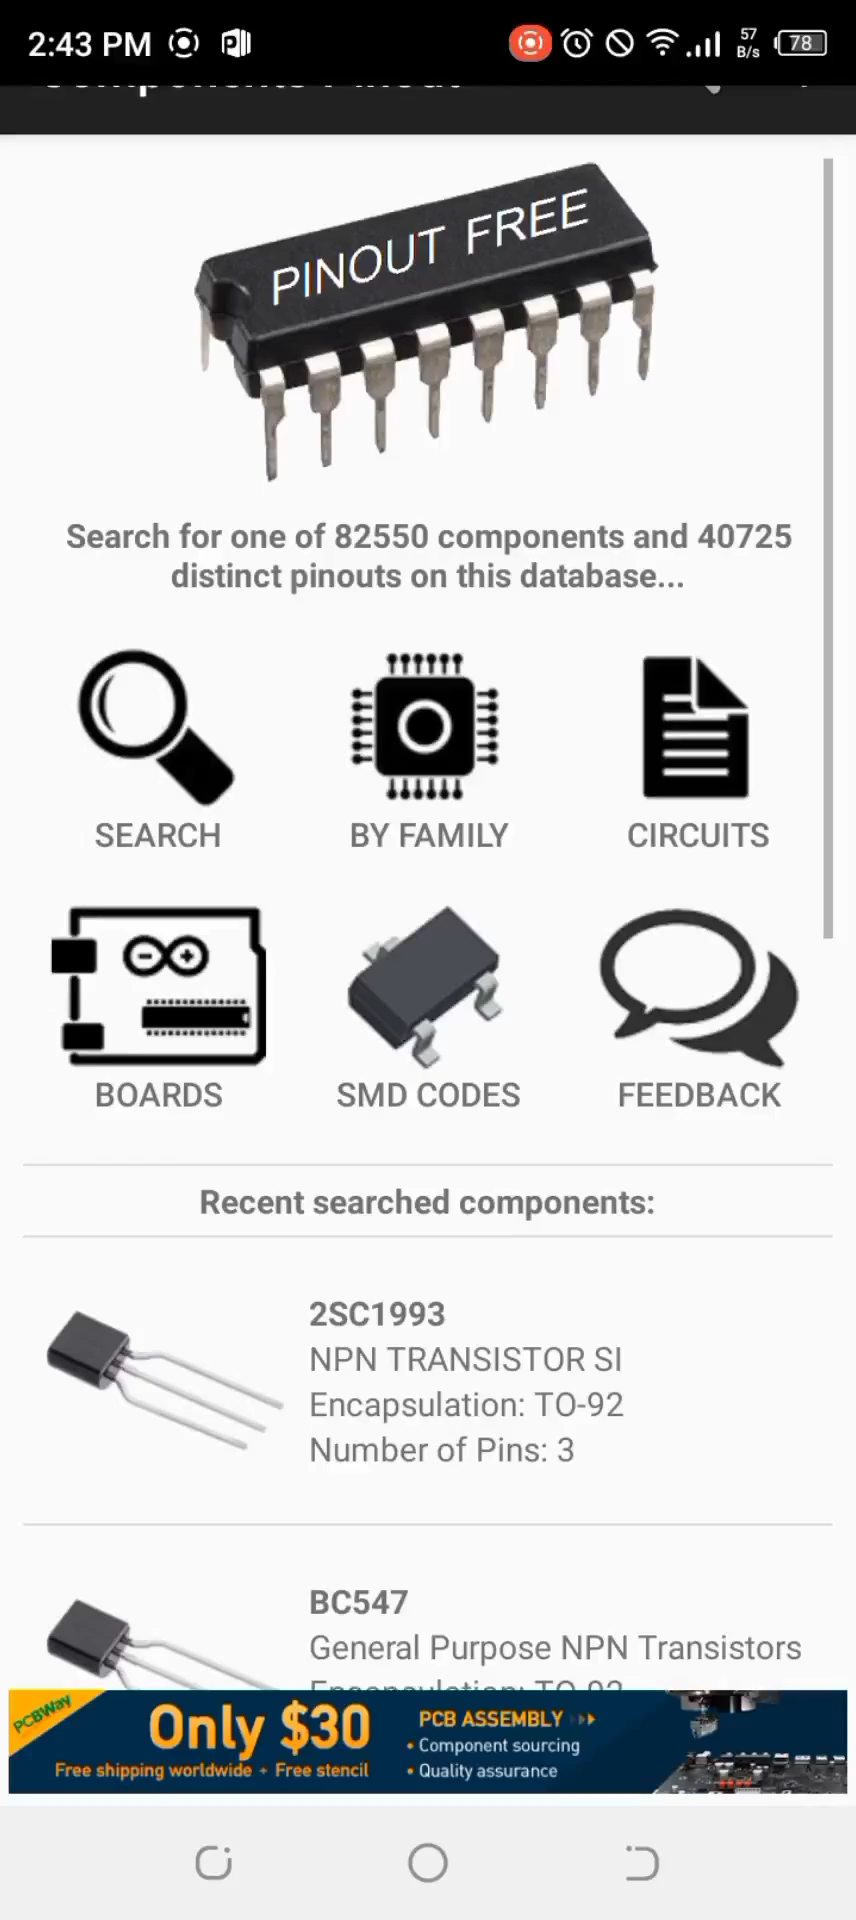 2:43 PM
57
B/s
78
PINOUT FREE
Search for one of 82550 components and 40725
distinct pinouts on this database...
SEARCH
BY FAMILY
CIRCUITS
BOARDS
SMD CODES
FEEDBACK
Recent searched components:
2SC1993
NPN TRANSISTOR SI
Encapsulation: TO-92
Number of Pins: 3
BC547
General Purpose NPN Transistors
Encapsulation: TO-92
PCBWay
Only $30
Free shipping worldwide + Free stencil
PCB ASSEMBLY
• Component sourcing
• Quality assurance